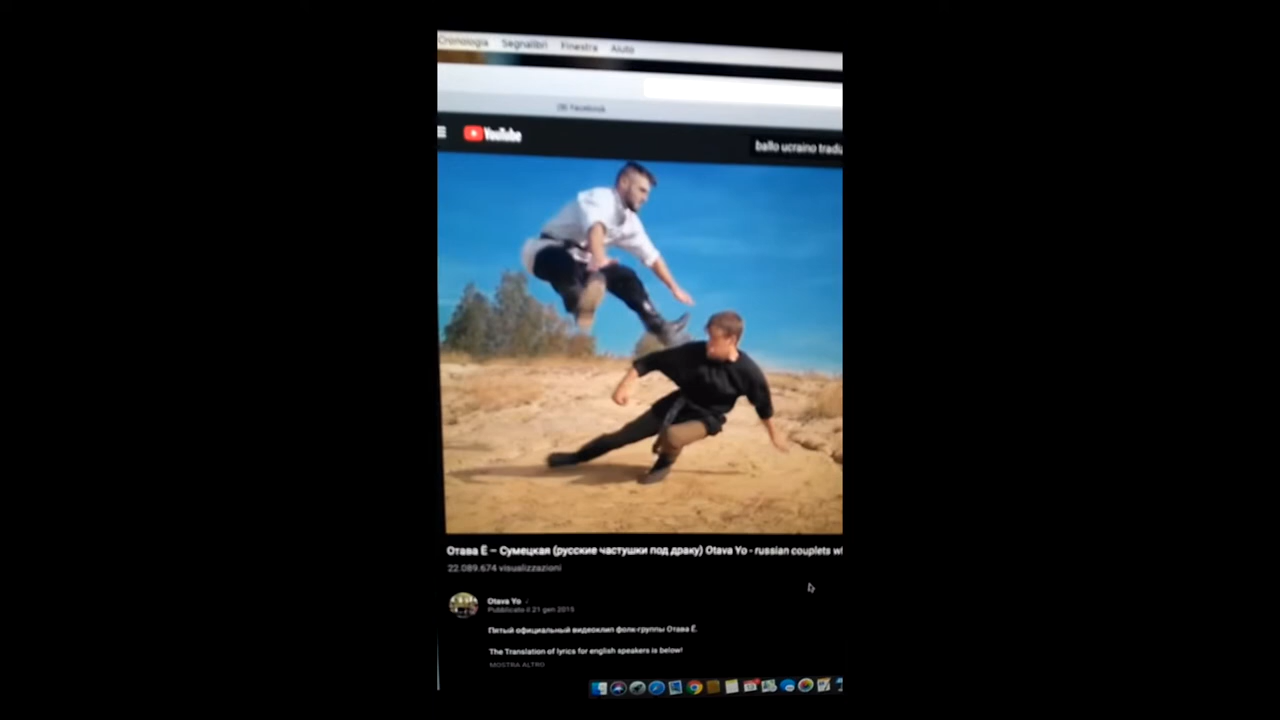 Cronologia Segnalibri Finestra Aiuto
Facebook
YouTube
ballo ucraino tradi
Отава Ё – Сумецкая (русские частушки под драку) Otava Yo - russian couplets w
22.089.674 visualizzazioni
Otava Yo
Pubblicato il 21 gen 2015
Пятый официальный видеоклип фолк-группы Отава Ё.
The Translation of lyrics for english speakers is below!
MOSTRA ALTRO